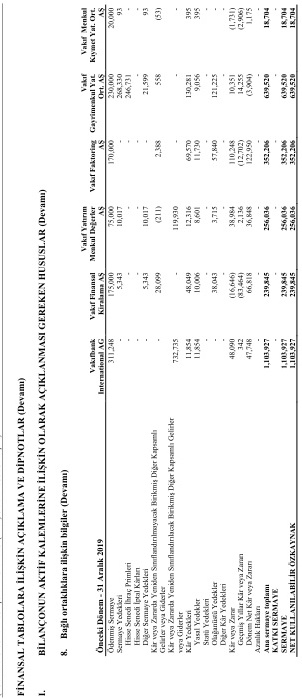 FİNANSAL TABLOLARA İLİŞKİN AÇIKLAMA VE DİPNOTLAR (Devamı)
I. BİLANÇONUN AKTİF KALEMLERİNE İLİŞKİN OLARAK AÇIKLANMASI GEREKEN HUSUSLAR (Devamı)
8. Bağlı ortaklıklara ilişkin bilgiler (Devamı)
Önceki Dönem - 31 Aralık 2019 Vakıfbank International AG Vakıf Finansal Kiralama AŞ Vakıf Yatırım Menkul Değerler AŞ Vakıf Faktoring AŞ Vakıf Gayrimenkul Yat. Ort. AŞ Vakıf Menkul Kıymet Yat. Ort. AŞ
Ödenmiş Sermaye 311,248 175,000 75,000 170,000 230,000 20,000
Sermaye Yedekleri - 5,343 10,017 - 268,330 93
Hisse Senedi İhraç Primleri - - - - 246,731 -
Hisse Senedi İptal Kârları - - - - - -
Diğer Sermaye Yedekleri - 5,343 10,017 - 21,599 93
Kâr veya Zararda Yeniden Sınıflandırılmayacak Birikmiş Diğer Kapsamlı
Gelirler veya Giderler - 28,099 (211) 2,388 558 (53)
Kâr veya Zararda Yeniden Sınıflandırılacak Birikmiş Diğer Kapsamlı Gelirler
veya Giderler 732,735 - 119,930 - - -
Kâr Yedekleri 11,854 48,049 12,316 69,570 130,281 395
Yasal Yedekler 11,854 10,006 8,601 11,730 9,056 395
Statü Yedekleri - - - - - -
Olağanüstü Yedekler - 38,043 3,715 57,840 121,225 -
Diğer Kâr Yedekleri - - - - - -
Kâr veya Zarar 48,090 (16,646) 38,984 110,248 10,351 (1,731)
Geçmiş Yıllar Kâr veya Zararı 342 (83,464) 2,136 (12,702) 14,255 (2,906)
Dönem Net Kâr veya Zararı 47,748 66,818 36,848 122,950 (3,904) 1,175
Azınlık Hakları - - - - - -
Ana sermaye toplamı 1,103,927 239,845 256,036 352,206 639,520 18,704
KATKI SERMAYE - - - - - -
SERMAYE 1,103,927 239,845 256,036 352,206 639,520 18,704
NET KULLANILABİLİR ÖZKAYNAK 1,103,927 239,845 256,036 352,206 639,520 18,704